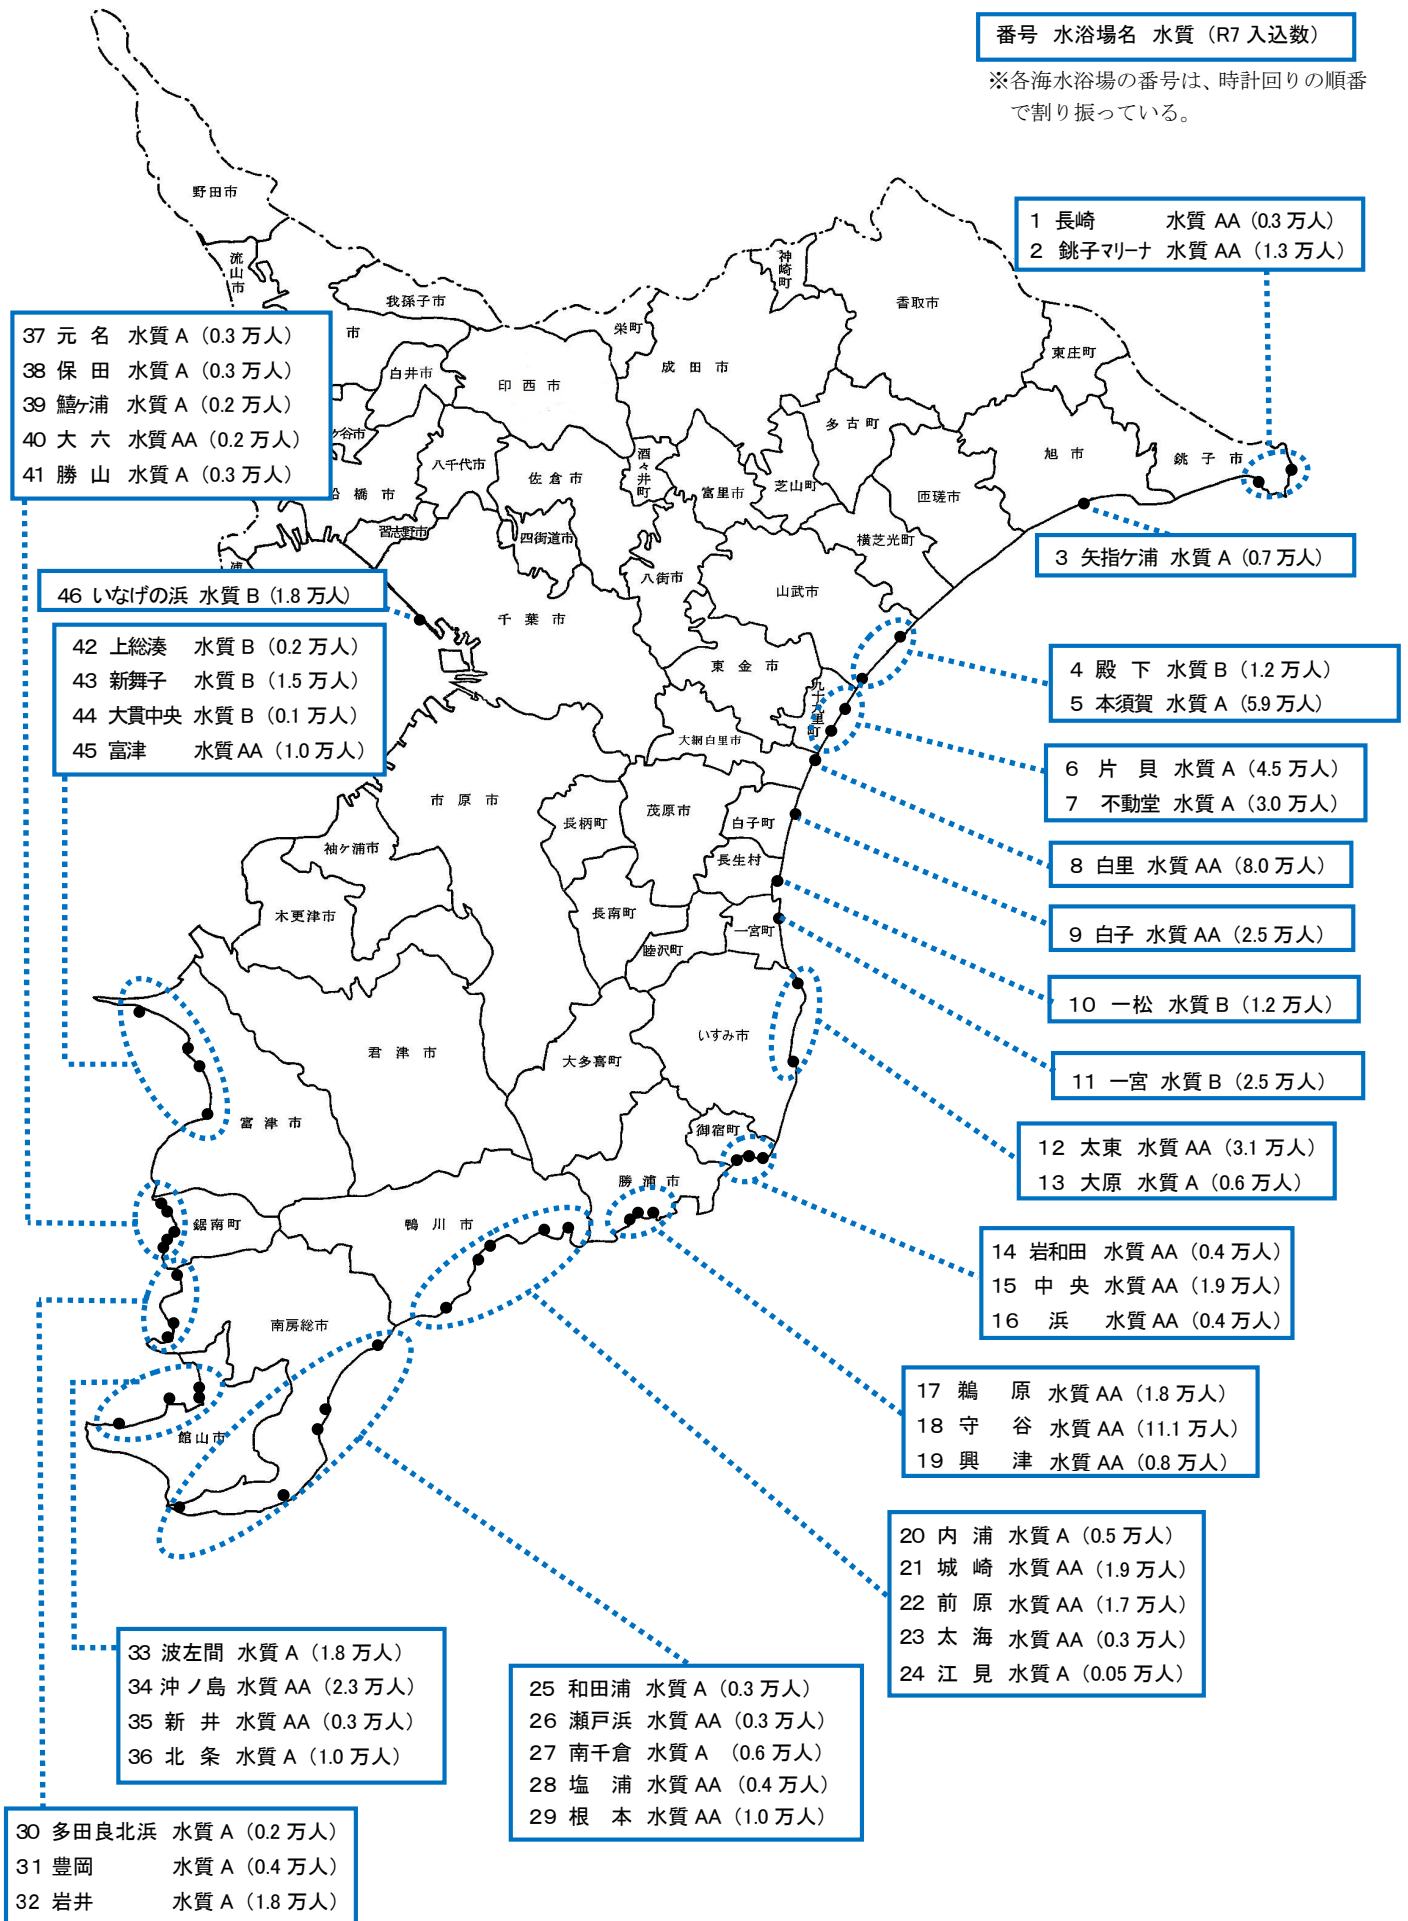 番号 水浴場名 水質 (R7 入込数)
※各海水浴場の番号は、時計回りの順番
で割り振っている。
野田市
流山市
我孫子市
市
白井市
印西市
栄町
成田市
神崎町
香取市
東庄町
1 長崎 水質 AA (0.3 万人)
2 銚子マリーナ 水質 AA (1.3 万人)
37 元名 水質 A (0.3 万人)
38 保田 水質 A (0.3 万人)
39 鱚ヶ浦 水質 A (0.2 万人)
40 大六 水質 AA (0.2 万人)
41 勝山 水質 A (0.3 万人)
ケ谷市
八千代市
佐倉市
酒々井町
富里市
芝山町
多古町
匝瑳市
旭市
銚子市
船橋市
習志野市
四街道市
八街市
横芝光町
山武市
3 矢指ケ浦 水質 A (0.7 万人)
浦
46 いなげの浜 水質 B (1.8 万人)
千葉市
東金市
九十九里町
大網白里市
4 殿下 水質 B (1.2 万人)
5 本須賀 水質 A (5.9 万人)
42 上総湊 水質 B (0.2 万人)
43 新舞子 水質 B (1.5 万人)
44 大貫中央 水質 B (0.1 万人)
45 富津 水質 AA (1.0 万人)
6 片貝 水質 A (4.5 万人)
7 不動堂 水質 A (3.0 万人)
市原市
長柄町
茂原市
白子町
袖ケ浦市
長生村
8 白里 水質 AA (8.0 万人)
木更津市
長南町
睦沢町
一宮町
9 白子 水質 AA (2.5 万人)
10 一松 水質 B (1.2 万人)
君津市
大多喜町
いすみ市
11 一宮 水質 B (2.5 万人)
富津市
御宿町
勝浦市
12 太東 水質 AA (3.1 万人)
13 大原 水質 A (0.6 万人)
鋸南町
鴨川市
14 岩和田 水質 AA (0.4 万人)
15 中央 水質 AA (1.9 万人)
16 浜 水質 AA (0.4 万人)
南房総市
館山市
17 鵜原 水質 AA (1.8 万人)
18 守谷 水質 AA (11.1 万人)
19 興津 水質 AA (0.8 万人)
20 内浦 水質 A (0.5 万人)
21 城崎 水質 AA (1.9 万人)
22 前原 水質 AA (1.7 万人)
23 太海 水質 AA (0.3 万人)
24 江見 水質 A (0.05 万人)
33 波左間 水質 A (1.8 万人)
34 沖ノ島 水質 AA (2.3 万人)
35 新井 水質 AA (0.3 万人)
36 北条 水質 A (1.0 万人)
25 和田浦 水質 A (0.3 万人)
26 瀬戸浜 水質 AA (0.3 万人)
27 南千倉 水質 A (0.6 万人)
28 塩浦 水質 AA (0.4 万人)
29 根本 水質 AA (1.0 万人)
30 多田良北浜 水質 A (0.2 万人)
31 豊岡 水質 A (0.4 万人)
32 岩井 水質 A (1.8 万人)